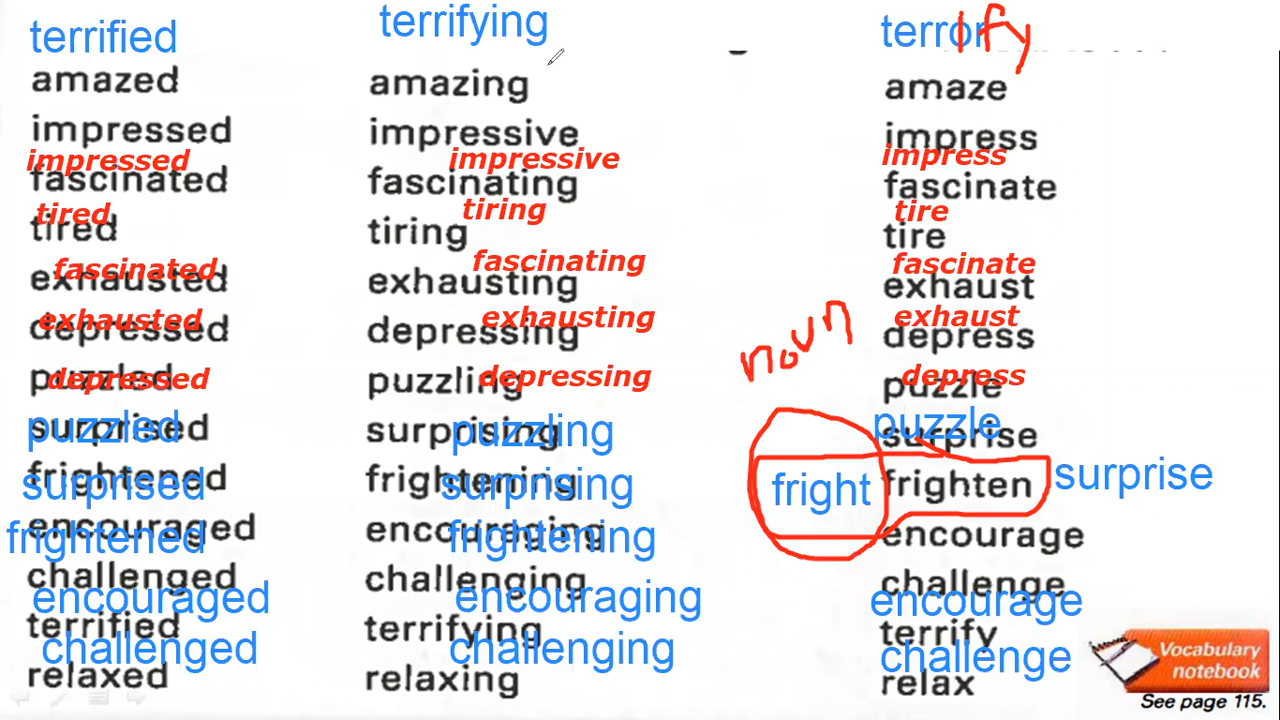 terrified terrifying terror ify
amazed amazing amaze
impressed impressive impress
impressed impressive impress
fascinated fascinating fascinate
tired tiring tire
tired tiring tire
fascinated fascinating fascinate
exhausted exhausting exhaust
exhausted exhausting exhaust
depressed depressing depress
noun
depressed depressing depress
puzzled puzzling puzzle
puzzled puzzling puzzle
surprised surprising surprise
surprised surprising surprise
frightened frightening fright frighten
frightened frightening
encouraged encouraging encourage
challenged challenging challenge
encouraged encouraging encourage
terrified terrifying terrify
challenged challenging challenge
relaxed relaxing relax
Vocabulary
notebook
See page 115.